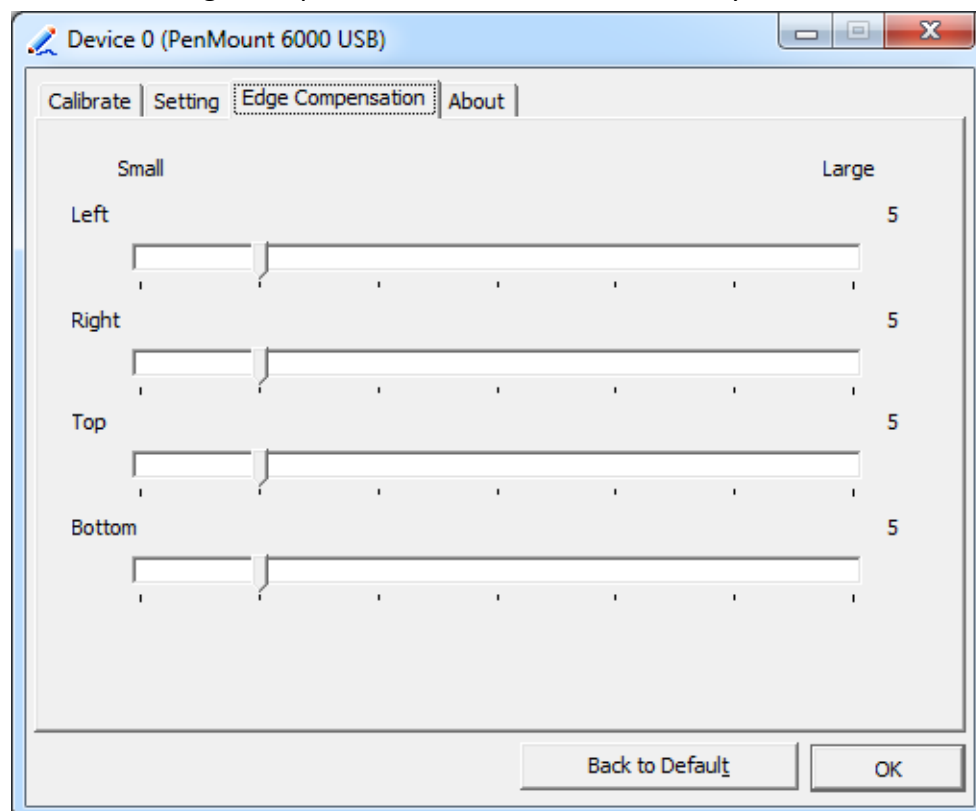 Device 0 (PenMount 6000 USB)
Calibrate Setting Edge Compensation About
Small Large
Left 5
Right 5
Top 5
Bottom 5
Back to Default OK